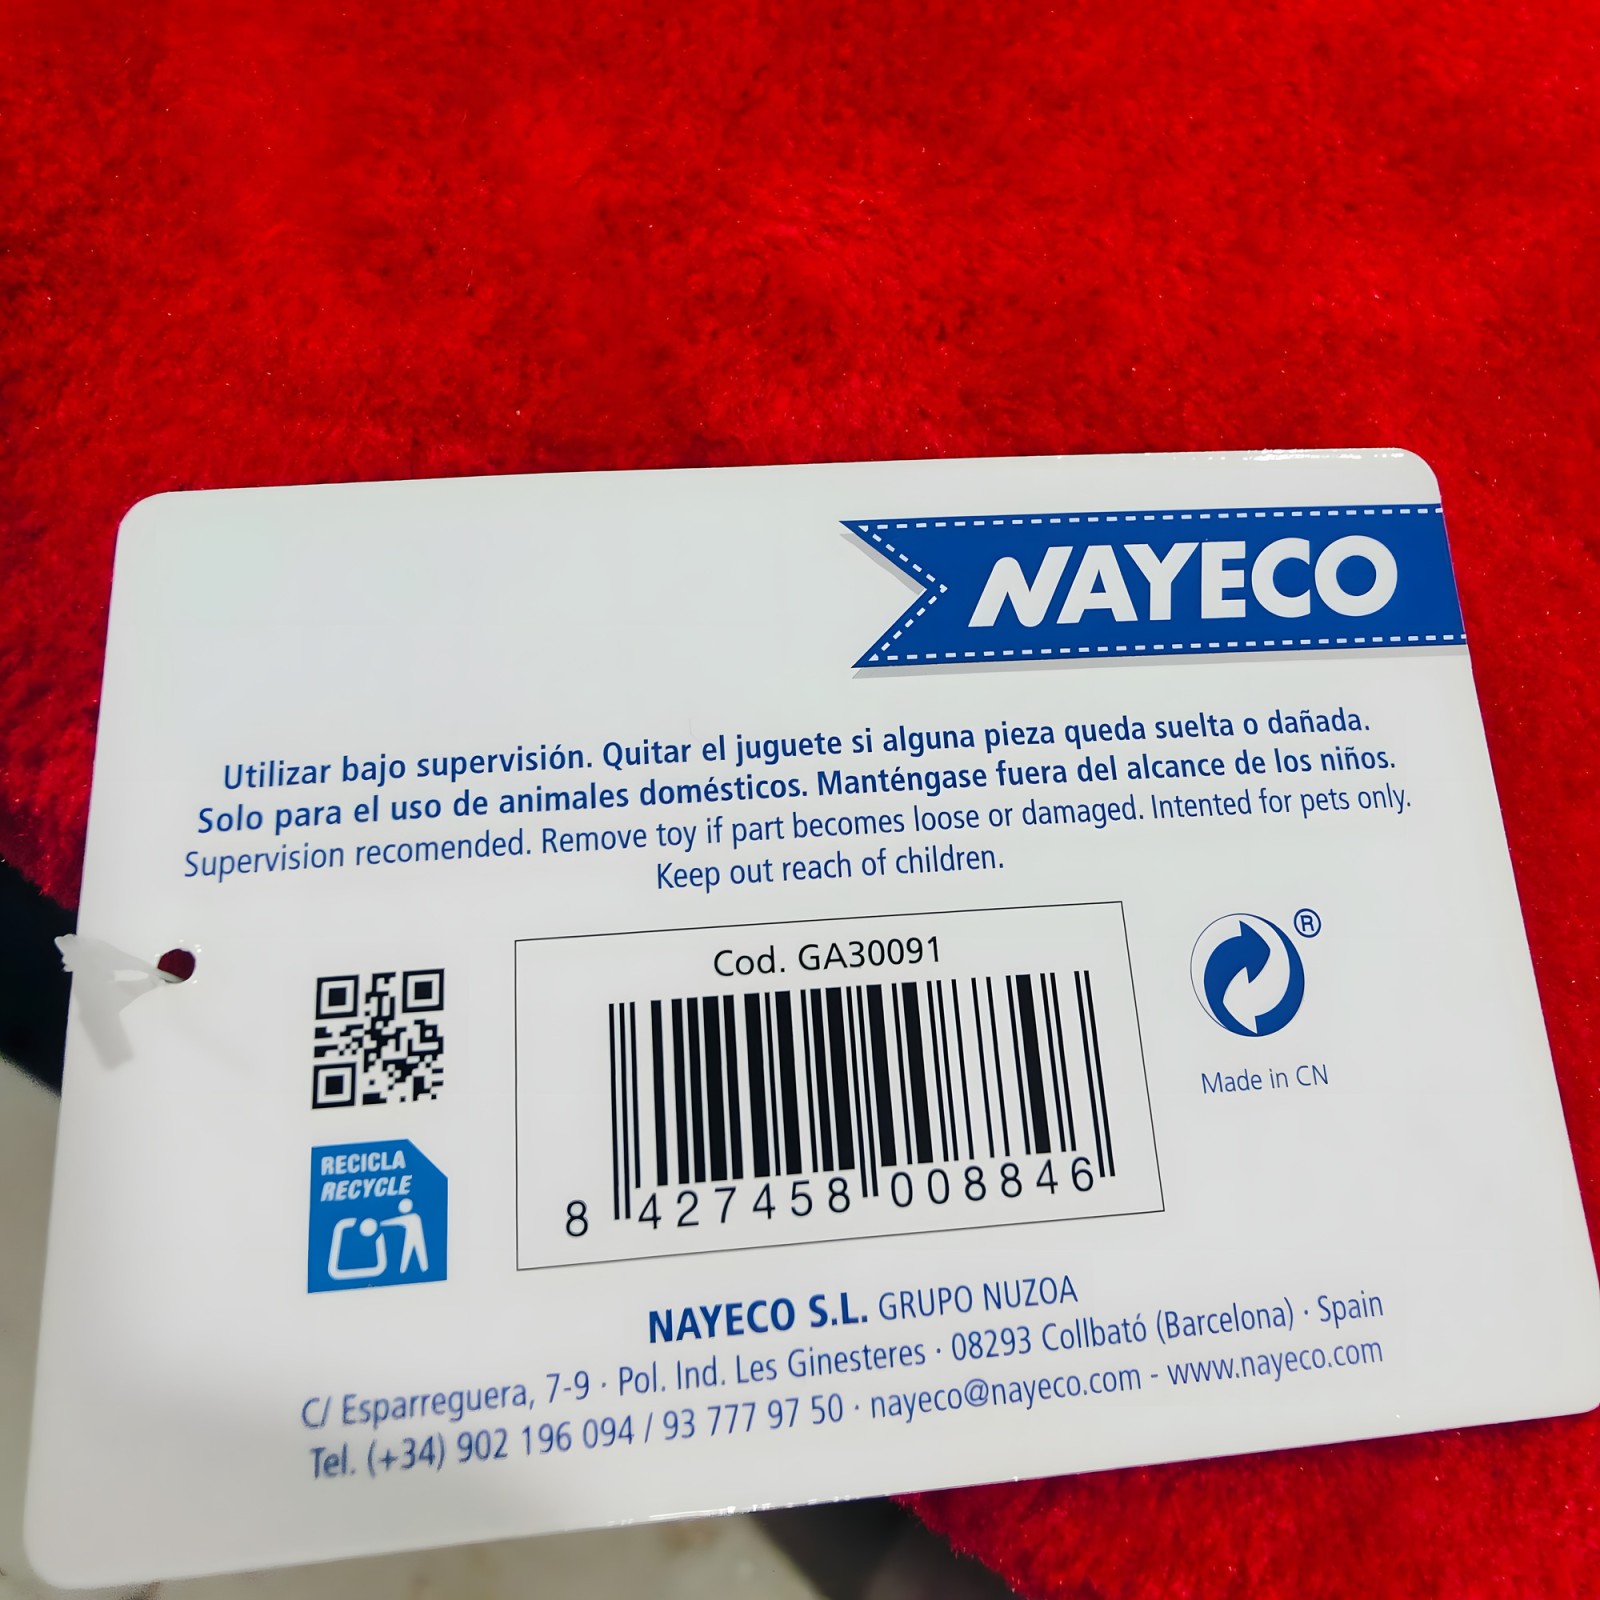 NAYECO
Utilizar bajo supervisión. Quitar el juguete si alguna pieza queda suelta o dañada.
Solo para el uso de animales domésticos. Manténgase fuera del alcance de los niños.
Supervision recomended. Remove toy if part becomes loose or damaged. Intented for pets only.
Keep out reach of children.
Cod. GA30091
8 427458 008846
®
Made in CN
RECICLA
RECYCLE
NAYECO S.L. GRUPO NUZOA
C/ Esparreguera, 7-9 · Pol. Ind. Les Ginesteres · 08293 Collbató (Barcelona) · Spain
Tel. (+34) 902 196 094 / 93 777 97 50 · nayeco@nayeco.com - www.nayeco.com